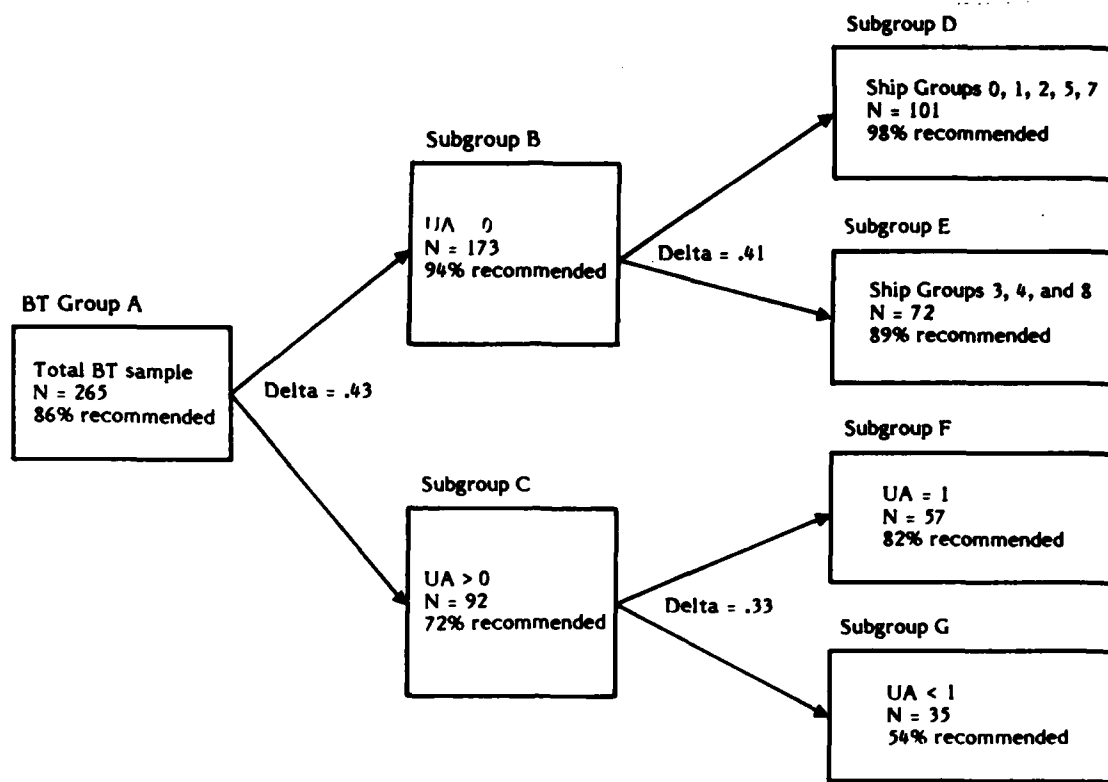 Subgroup D
Ship Groups 0, 1, 2, 5, 7
N = 101
98% recommended
Subgroup B
UA 0
N = 173
94% recommended
Delta = .41
Subgroup E
Ship Groups 3, 4, and 8
N = 72
89% recommended
BT Group A
Total BT sample
N = 265
86% recommended
Delta = .43
Subgroup F
UA = 1
N = 57
82% recommended
Subgroup C
UA > 0
N = 92
72% recommended
Delta = .33
Subgroup G
UA < 1
N = 35
54% recommended